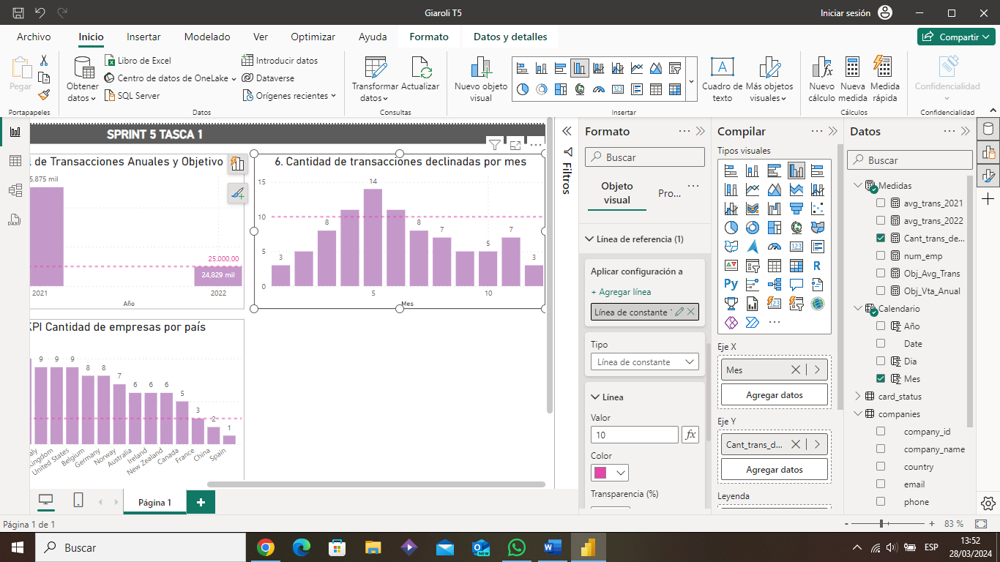 Giaroli T5
Iniciar sesión
Archivo Inicio Insertar Modelado Ver Optimizar Ayuda Formato Datos y detalles Compartir
Pegar
Portapapeles
Obtener datos
Libro de Excel
Centro de datos de OneLake
SQL Server
Introducir datos
Dataverse
Orígenes recientes
Datos
Transformar datos
Actualizar
Consultas
Nuevo objeto visual
Cuadro de texto
Más objetos visuales
Insertar
Nuevo cálculo
Nueva medida
Medida rápida
Cálculos
Confidencialidad
Confidencialidad
SPRINT 5 TASCA 1
de Transacciones Anuales y Objetivo
5,875 mil
25.000.00
24,829 mil
2021 2022
Año
6. Cantidad de transacciones declinadas por mes
15
10
5
0
3 8 14 8 7 5 7 3
5 10
Mes
KPI Cantidad de empresas por país
9 9 9 8 8 7 6 6 6 5 3 2 1
United States
Belgium
Germany
Norway
Australia
Ireland
New Zealand
Canada
France
China
Spain
Filtros
Formato
Buscar
Objeto visual
Pro...
Línea de referencia (1)
Aplicar configuración a
+ Agregar línea
Línea de constante
Tipo
Línea de constante
Línea
Valor
10
fx
Color
Transparencia (%)
Compilar
Tipos visuales
Eje X
Mes
Agregar datos
Eje Y
Cant_trans_d...
Agregar datos
Leyenda
Datos
Buscar
Medidas
avg_trans_2021
avg_trans_2022
Cant_trans_de...
num_emp
Obj_Avg_Trans
Obj_Vta_Anual
Calendario
Año
Date
Dia
Mes
card_status
companies
company_id
company_name
country
email
phone
Página 1
Página 1 de 1
- + 83 %
Buscar
ESP
13:52
28/03/2024